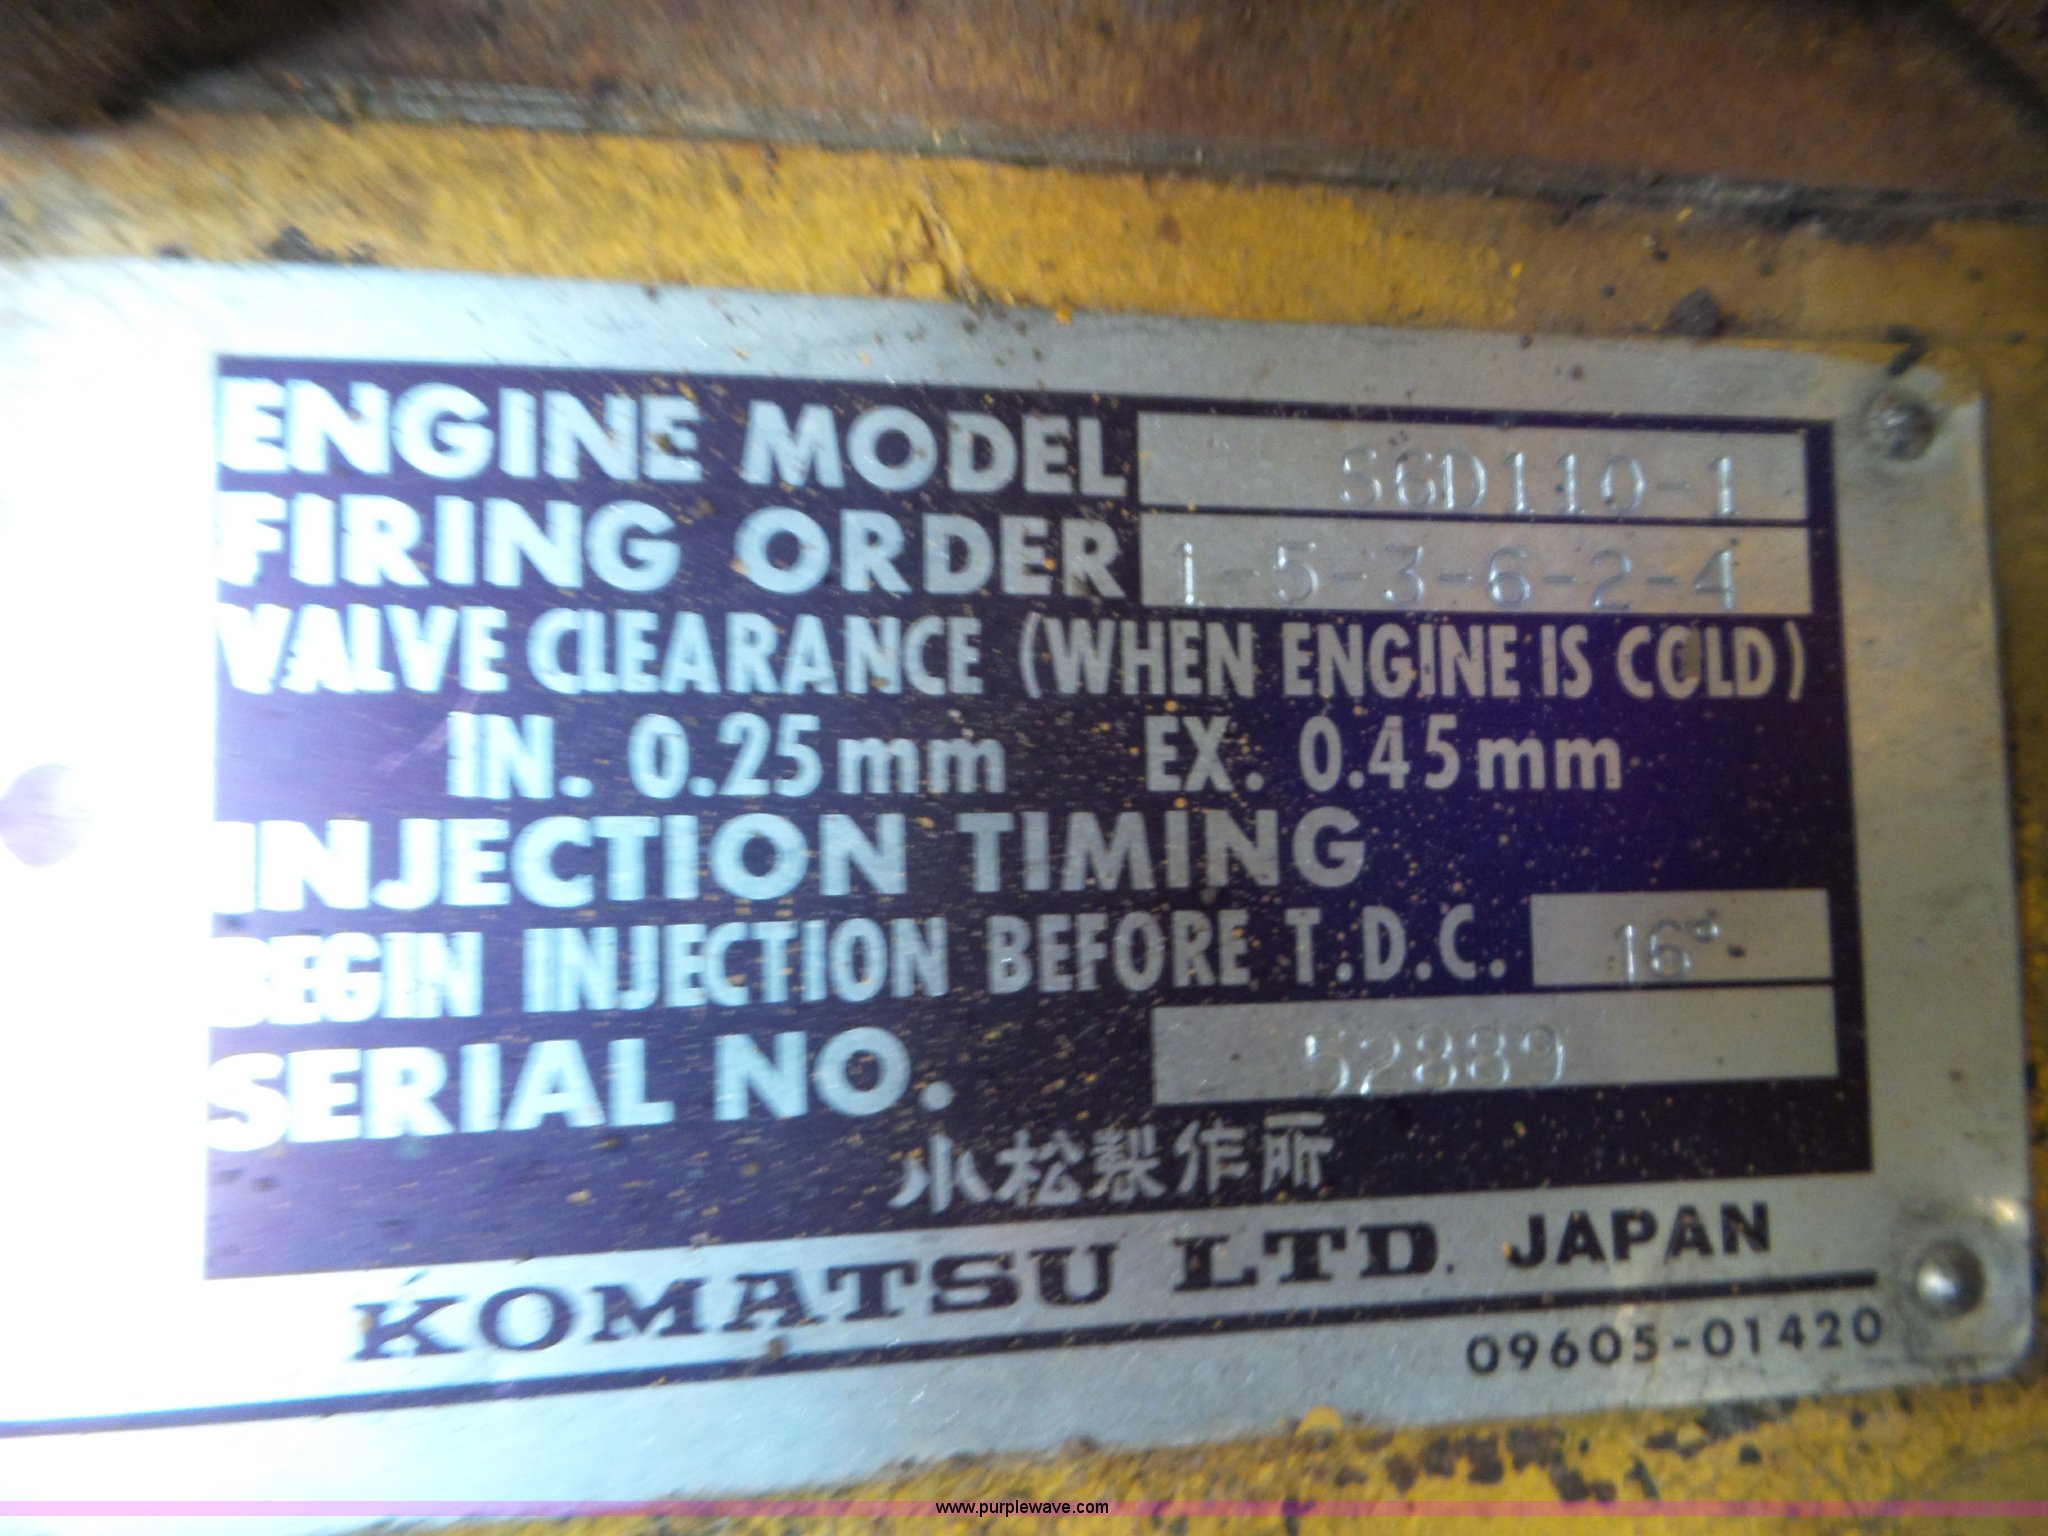 ENGINE MODEL S6D110-1
FIRING ORDER 1-5-3-6-2-4
VALVE CLEARANCE (WHEN ENGINE IS COLD)
IN. 0.25mm EX. 0.45mm
INJECTION TIMING
BEGIN INJECTION BEFORE T.D.C. 16°
SERIAL NO. 52889
小松製作所
KOMATSU LTD. JAPAN
09605-01420
www.purplewave.com